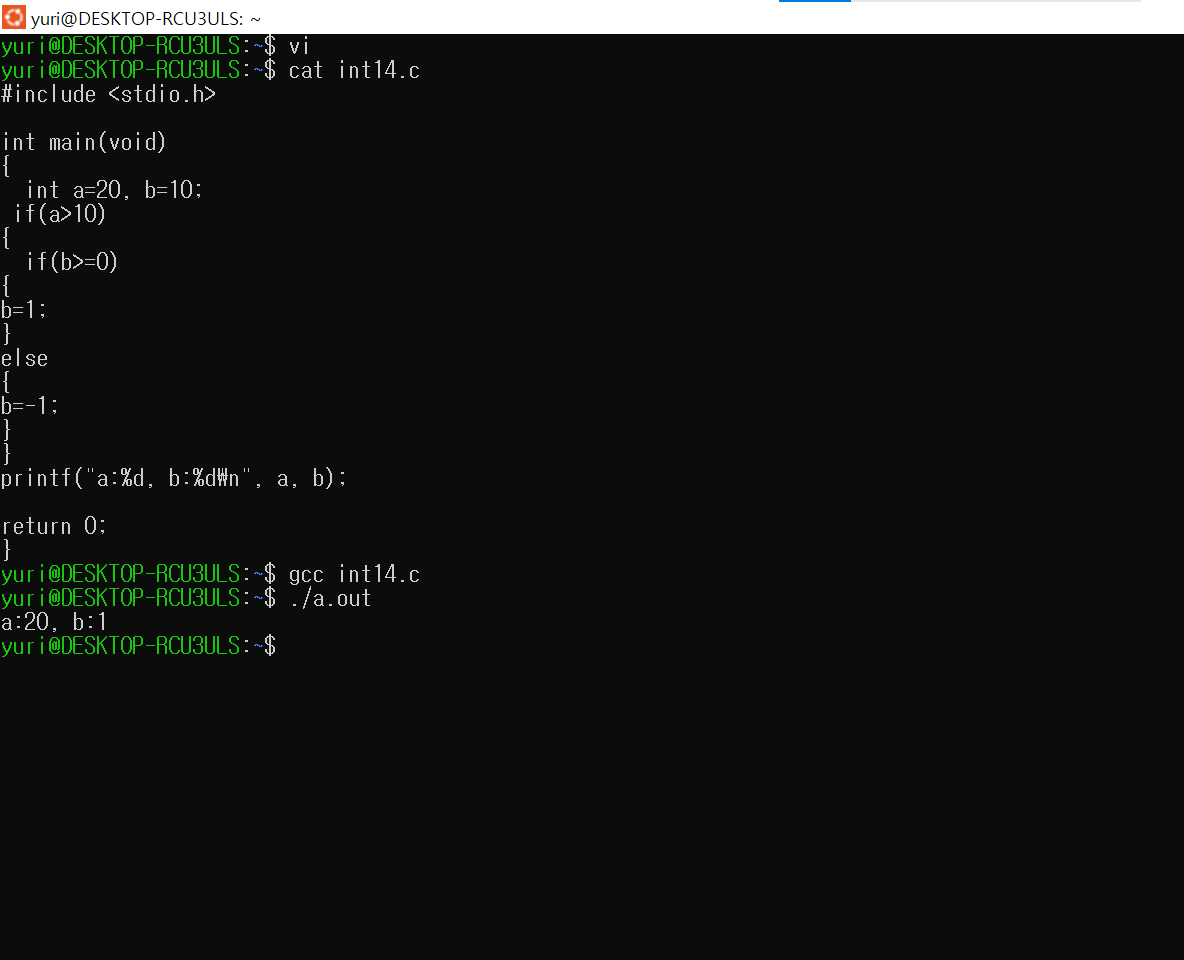 yuri@DESKTOP-RCU3ULS: ~
yuri@DESKTOP-RCU3ULS:~$ vi
yuri@DESKTOP-RCU3ULS:~$ cat int14.c
#include <stdio.h>

int main(void)
{
  int a=20, b=10;
 if(a>10)
{
  if(b>=0)
{
b=1;
}
else
{
b=-1;
}
}
printf("a:%d, b:%d₩n", a, b);

return 0;
}
yuri@DESKTOP-RCU3ULS:~$ gcc int14.c
yuri@DESKTOP-RCU3ULS:~$ ./a.out
a:20, b:1
yuri@DESKTOP-RCU3ULS:~$